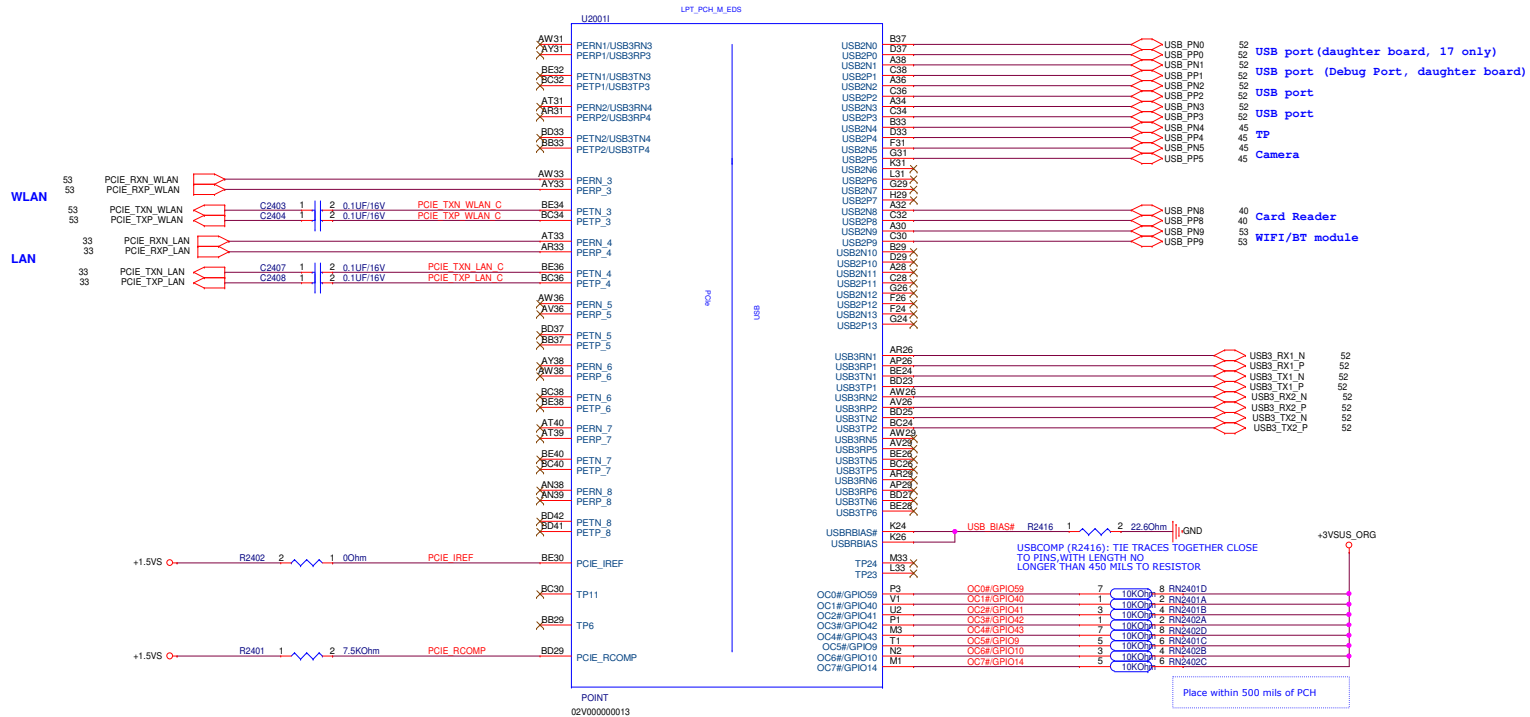 LPT_PCH_M_EDS
U2001I
AW31 PERN1/USB3RN3
AY31 PERP1/USB3RP3
BE32 PETN1/USB3TN3
BC32 PETP1/USB3TP3
AT31 PERN2/USB3RN4
AR31 PERP2/USB3RP4
BD33 PETN2/USB3TN4
BB33 PETP2/USB3TP4
WLAN
53 PCIE_RXN_WLAN AW33 PERN_3
53 PCIE_RXP_WLAN AY33 PERP_3
53 PCIE_TXN_WLAN C2403 1 2 0.1UF/16V PCIE_TXN_WLAN_C BE34 PETN_3
53 PCIE_TXP_WLAN C2404 1 2 0.1UF/16V PCIE_TXP_WLAN_C BC34 PETP_3
LAN
33 PCIE_RXN_LAN AT33 PERN_4
33 PCIE_RXP_LAN AR33 PERP_4
33 PCIE_TXN_LAN C2407 1 2 0.1UF/16V PCIE_TXN_LAN_C BE36 PETN_4
33 PCIE_TXP_LAN C2408 1 2 0.1UF/16V PCIE_TXP_LAN_C BC36 PETP_4
AW36 PERN_5
AV36 PERP_5
BD37 PETN_5
BB37 PETP_5
AY38 PERN_6
AW38 PERP_6
BC38 PETN_6
BE38 PETP_6
AT40 PERN_7
AT39 PERP_7
BE40 PETN_7
BC40 PETP_7
AN38 PERN_8
AN39 PERP_8
BD42 PETN_8
BD41 PETP_8
+1.5VS R2402 2 1 0Ohm PCIE_IREF BE30 PCIE_IREF
BC30 TP11
BB29 TP6
+1.5VS R2401 1 2 7.5KOhm PCIE_RCOMP BD29 PCIE_RCOMP
PCIe
USB
USB2N0 B37 USB_PN0 52
USB2P0 D37 USB_PP0 52
USB port(daughter board, 17 only)
USB2N1 A38 USB_PN1 52
USB2P1 C38 USB_PP1 52
USB port (Debug Port, daughter board)
USB2N2 A36 USB_PN2 52
USB2P2 C36 USB_PP2 52
USB port
USB2N3 A34 USB_PN3 52
USB2P3 C34 USB_PP3 52
USB port
USB2N4 B33 USB_PN4 45
USB2P4 D33 USB_PP4 45
TP
USB2N5 F31 USB_PN5 45
USB2P5 G31 USB_PP5 45
Camera
USB2N6 K31
USB2P6 L31
USB2N7 G29
USB2P7 H29
USB2N8 A32 USB_PN8 40
USB2P8 C32 USB_PP8 40
Card Reader
USB2N9 A30 USB_PN9 53
USB2P9 C30 USB_PP9 53
WIFI/BT module
USB2N10 B29
USB2P10 D29
USB2N11 A28
USB2P11 C28
USB2N12 G26
USB2P12 F26
USB2N13 F24
USB2P13 G24
USB3RN1 AR26 USB3_RX1_N 52
USB3RP1 AP26 USB3_RX1_P 52
USB3TN1 BE24 USB3_TX1_N 52
USB3TP1 BD23 USB3_TX1_P 52
USB3RN2 AW26 USB3_RX2_N 52
USB3RP2 AV26 USB3_RX2_P 52
USB3TN2 BD25 USB3_TX2_N 52
USB3TP2 BC24 USB3_TX2_P 52
USB3RN5 AW29
USB3RP5 AV29
USB3TN5 BE26
USB3TP5 BC26
USB3RN6 AR29
USB3RP6 AP29
USB3TN6 BD27
USB3TP6 BE28
USBRBIAS# K24 USB_BIAS# R2416 1 2 22.6Ohm GND
USBRBIAS K26
USBCOMP (R2416): TIE TRACES TOGETHER CLOSE
TO PINS,WITH LENGTH NO
LONGER THAN 450 MILS TO RESISTOR
+3VSUS_ORG
TP24 M33
TP23 L33
OC0#/GPIO59 P3 OC0#/GPIO59 7 10KOhm 8 RN2401D
OC1#/GPIO40 V1 OC1#/GPIO40 1 10KOhm 2 RN2401A
OC2#/GPIO41 U2 OC2#/GPIO41 3 10KOhm 4 RN2401B
OC3#/GPIO42 P1 OC3#/GPIO42 1 10KOhm 2 RN2402A
OC4#/GPIO43 M3 OC4#/GPIO43 7 10KOhm 8 RN2402D
OC5#/GPIO9 T1 OC5#/GPIO9 5 10KOhm 6 RN2401C
OC6#/GPIO10 N2 OC6#/GPIO10 3 10KOhm 4 RN2402B
OC7#/GPIO14 M1 OC7#/GPIO14 5 10KOhm 6 RN2402C
Place within 500 mils of PCH
POINT
02V000000013